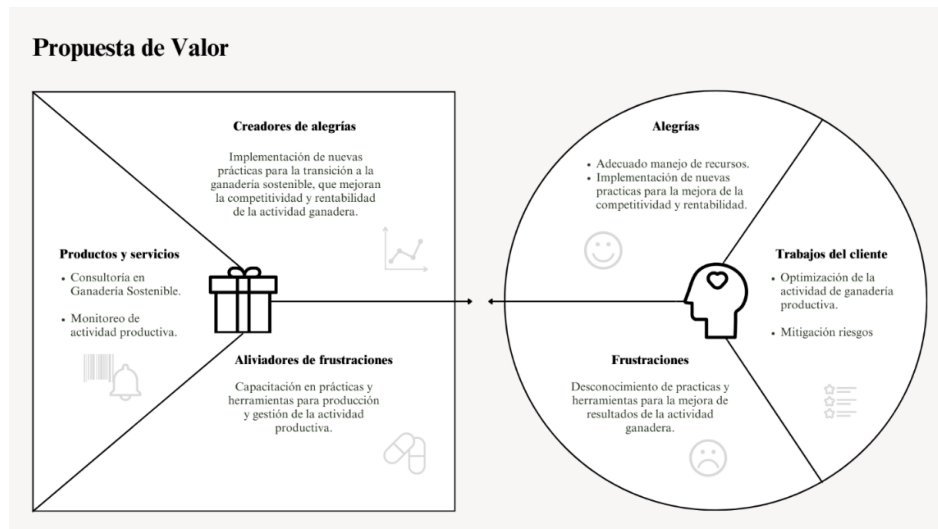 Propuesta de Valor
Creadores de alegrías
Implementación de nuevas
prácticas para la transición a la
ganadería sostenible, que mejoran
la competitividad y rentabilidad
de la actividad ganadera.
Productos y servicios
• Consultoría en
Ganadería Sostenible.
• Monitoreo de
actividad productiva.
Aliviadores de frustraciones
Capacitación en prácticas y
herramientas para producción
y gestión de la actividad
productiva.
Alegrías
• Adecuado manejo de recursos.
• Implementación de nuevas
practicas para la mejora de la
competitividad y rentabilidad.
Trabajos del cliente
• Optimización de la
actividad de ganadería
productiva.
• Mitigación riesgos
Frustraciones
Desconocimiento de practicas y
herramientas para la mejora de
resultados de la actividad
ganadera.